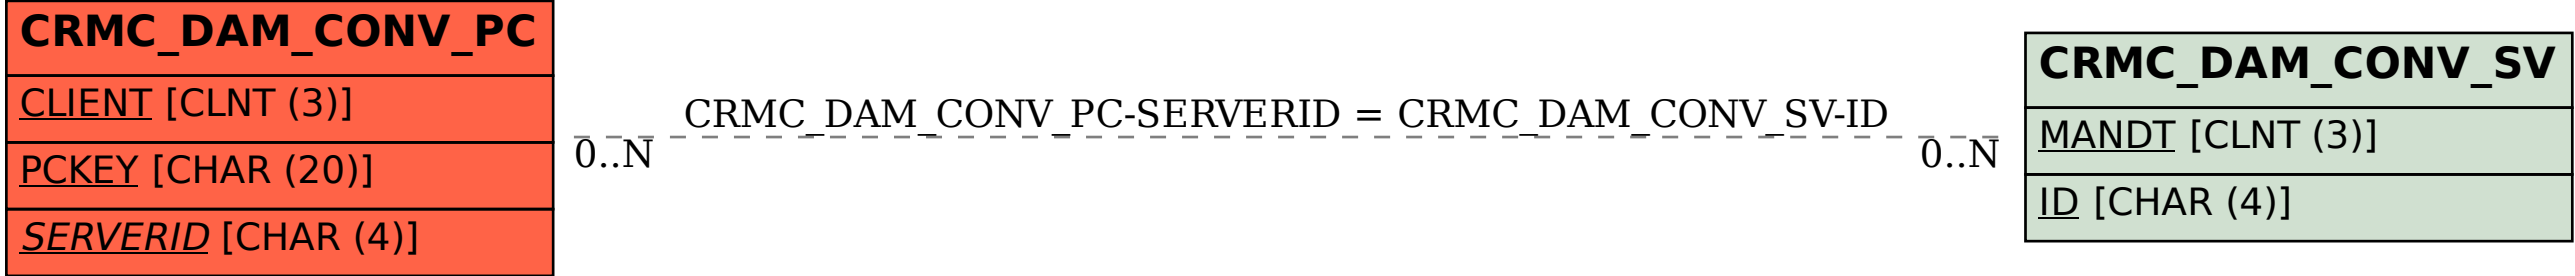 CRMC_DAM_CONV_PC
CLIENT [CLNT (3)]
PCKEY [CHAR (20)]
SERVERID [CHAR (4)]
CRMC_DAM_CONV_PC-SERVERID = CRMC_DAM_CONV_SV-ID
0..N
0..N
CRMC_DAM_CONV_SV
MANDT [CLNT (3)]
ID [CHAR (4)]